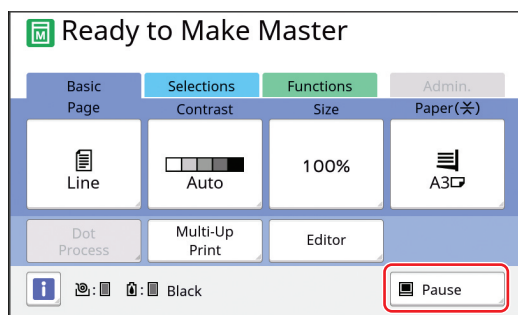 M Ready to Make Master
Basic Selections Functions Admin.
Page Contrast Size Paper(⚹)
Line Auto 100% A3
Dot Process Multi-Up Print Editor
i : : Black Pause